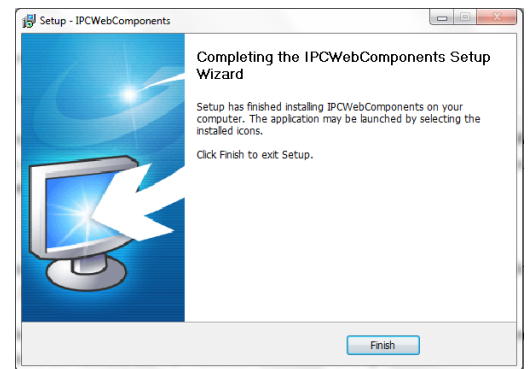 Setup - IPCWebComponents
Completing the IPCWebComponents Setup
Wizard
Setup has finished installing IPCWebComponents on your
computer. The application may be launched by selecting the
installed icons.
Click Finish to exit Setup.
Finish